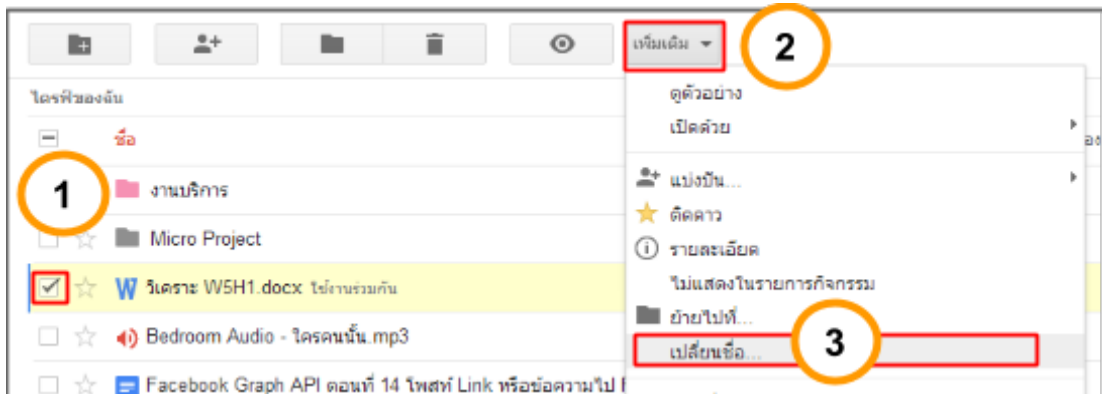 เพิ่มเติม
2
ไดรฟ์ของฉัน
ชื่อ
1
งานบริการ
Micro Project
วิเคราะ W5H1.docx ใช้งานร่วมกัน
Bedroom Audio - ใครคนนั้น.mp3
Facebook Graph API ตอนที่ 14 โพสท์ Link หรือข้อความไป
ดูตัวอย่าง
เปิดด้วย
แบ่งปัน...
ติดดาว
รายละเอียด
ไม่แสดงในรายการกิจกรรม
ย้ายไปที่...
เปลี่ยนชื่อ...
3